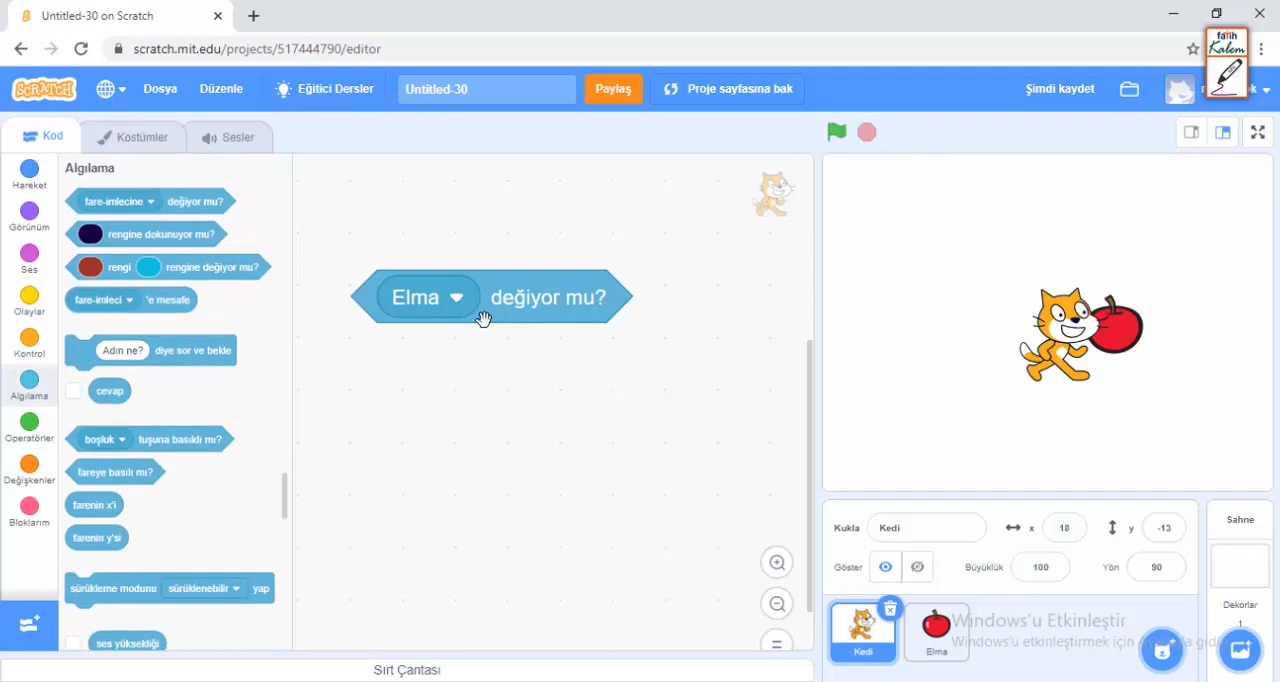 Untitled-30 on Scratch
scratch.mit.edu/projects/517444790/editor
fatih
Kalem
SCRATCH
Dosya
Düzenle
Eğitici Dersler
Untitled-30
Paylaş
Proje sayfasına bak
Şimdi kaydet
Kod
Kostümler
Sesler
Hareket
Görünüm
Ses
Olaylar
Kontrol
Algılama
Operatörler
Değişkenler
Bloklarım
Algılama
fare-imlecine değiyor mu?
rengine dokunuyor mu?
rengi rengine değiyor mu?
fare-imleci 'e mesafe
Adın ne? diye sor ve bekle
cevap
boşluk tuşuna basılı mı?
fareye basılı mı?
farenin x'i
farenin y'si
sürükleme modunu sürüklenebilir yap
ses yüksekliği
Elma değiyor mu?
Sırt Çantası
Kukla Kedi x 18 y -13
Göster Büyüklük 100 Yön 90
Kedi
Elma
Sahne
Dekorlar
1
Windows'u Etkinleştir
Windows'u etkinleştirmek için